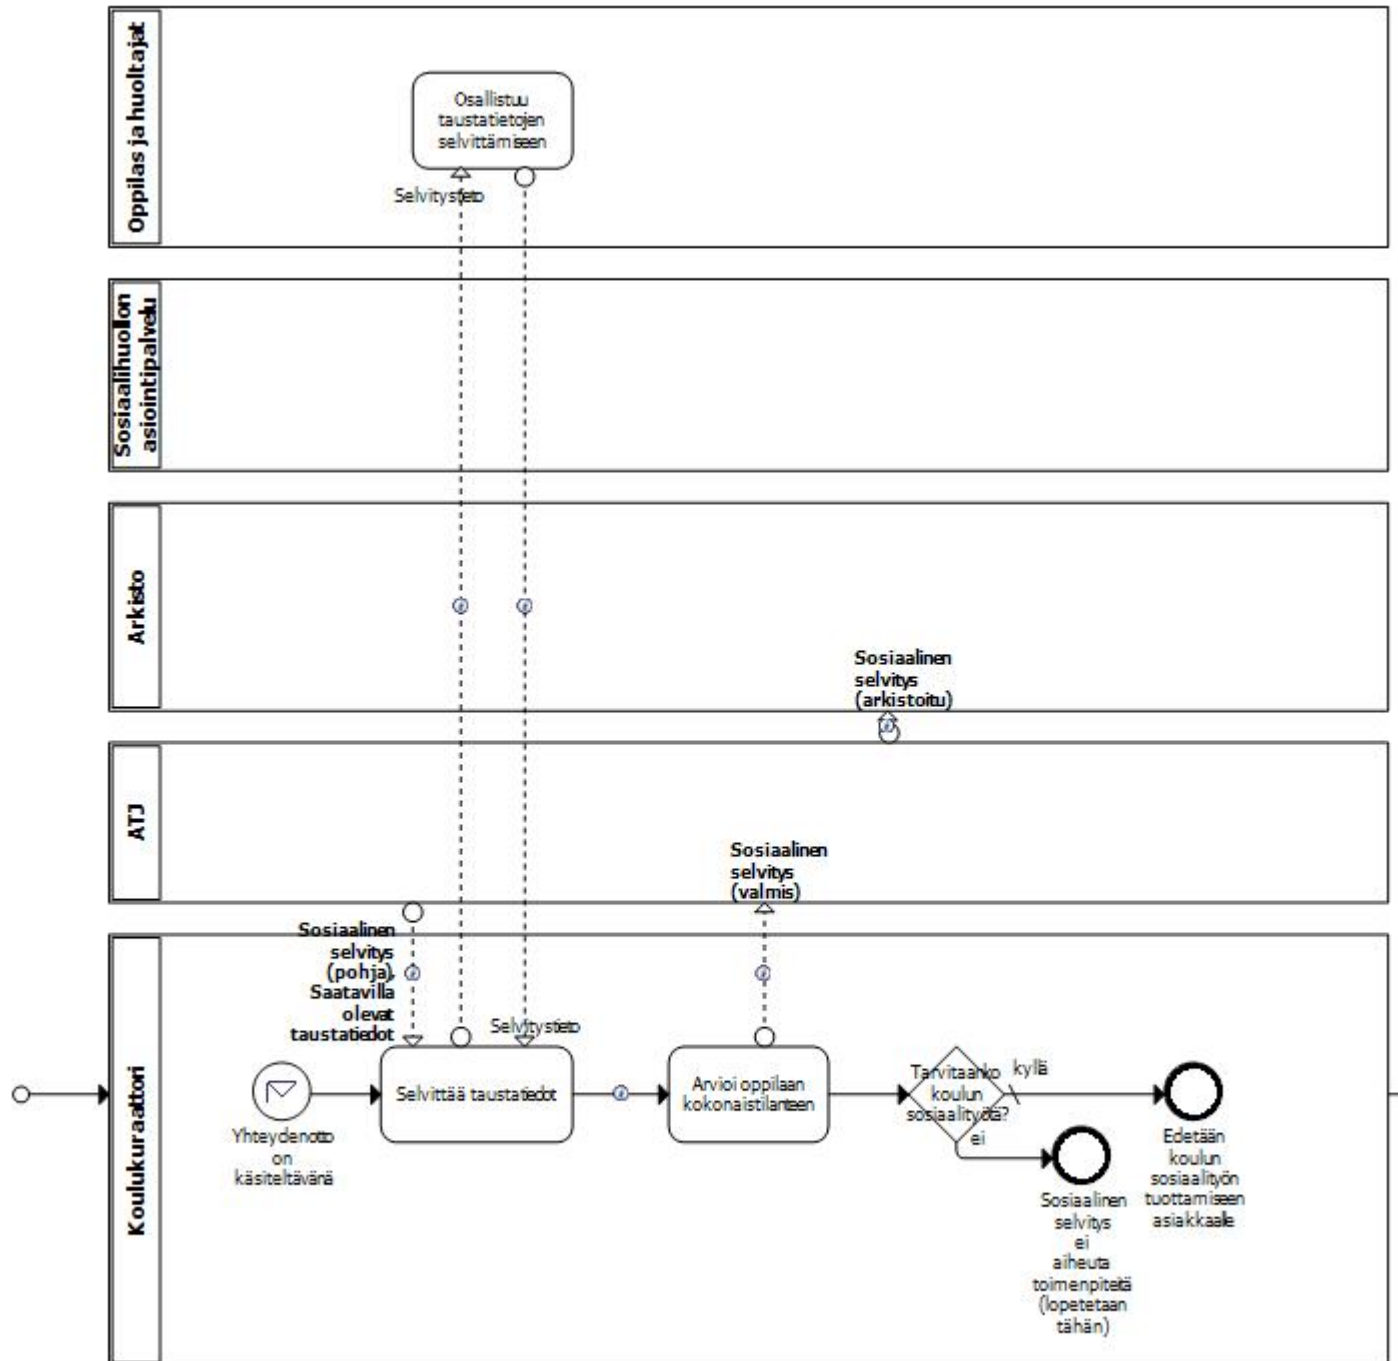 Oppilas ja huoltajat
Osallistuu
taustatietojen
selvittämiseen
Selvitystieto
Sosiaalihuollon
asiointipalvelu
Arkisto
Sosiaalinen
selvitys
(arkistoitu)
ATJ
Sosiaalinen
selvitys
(valmis)
Koulukuraattori
Sosiaalinen
selvitys
(pohja),
Saatavilla
olevat
taustatiedot
Selvitystieto
Yhteydenotto
on
käsiteltävänä
Selvittää taustatiedot
Arvioi oppilaan
kokonaistilanteen
Tarvitaanko
koulun
sosiaalityötä?
kyllä
ei
Sosiaalinen
selvitys
ei
aiheuta
toimenpiteitä
(lopetetaan
tähän)
Edetään
koulun
sosiaalityön
tuottamiseen
asiakkaalle